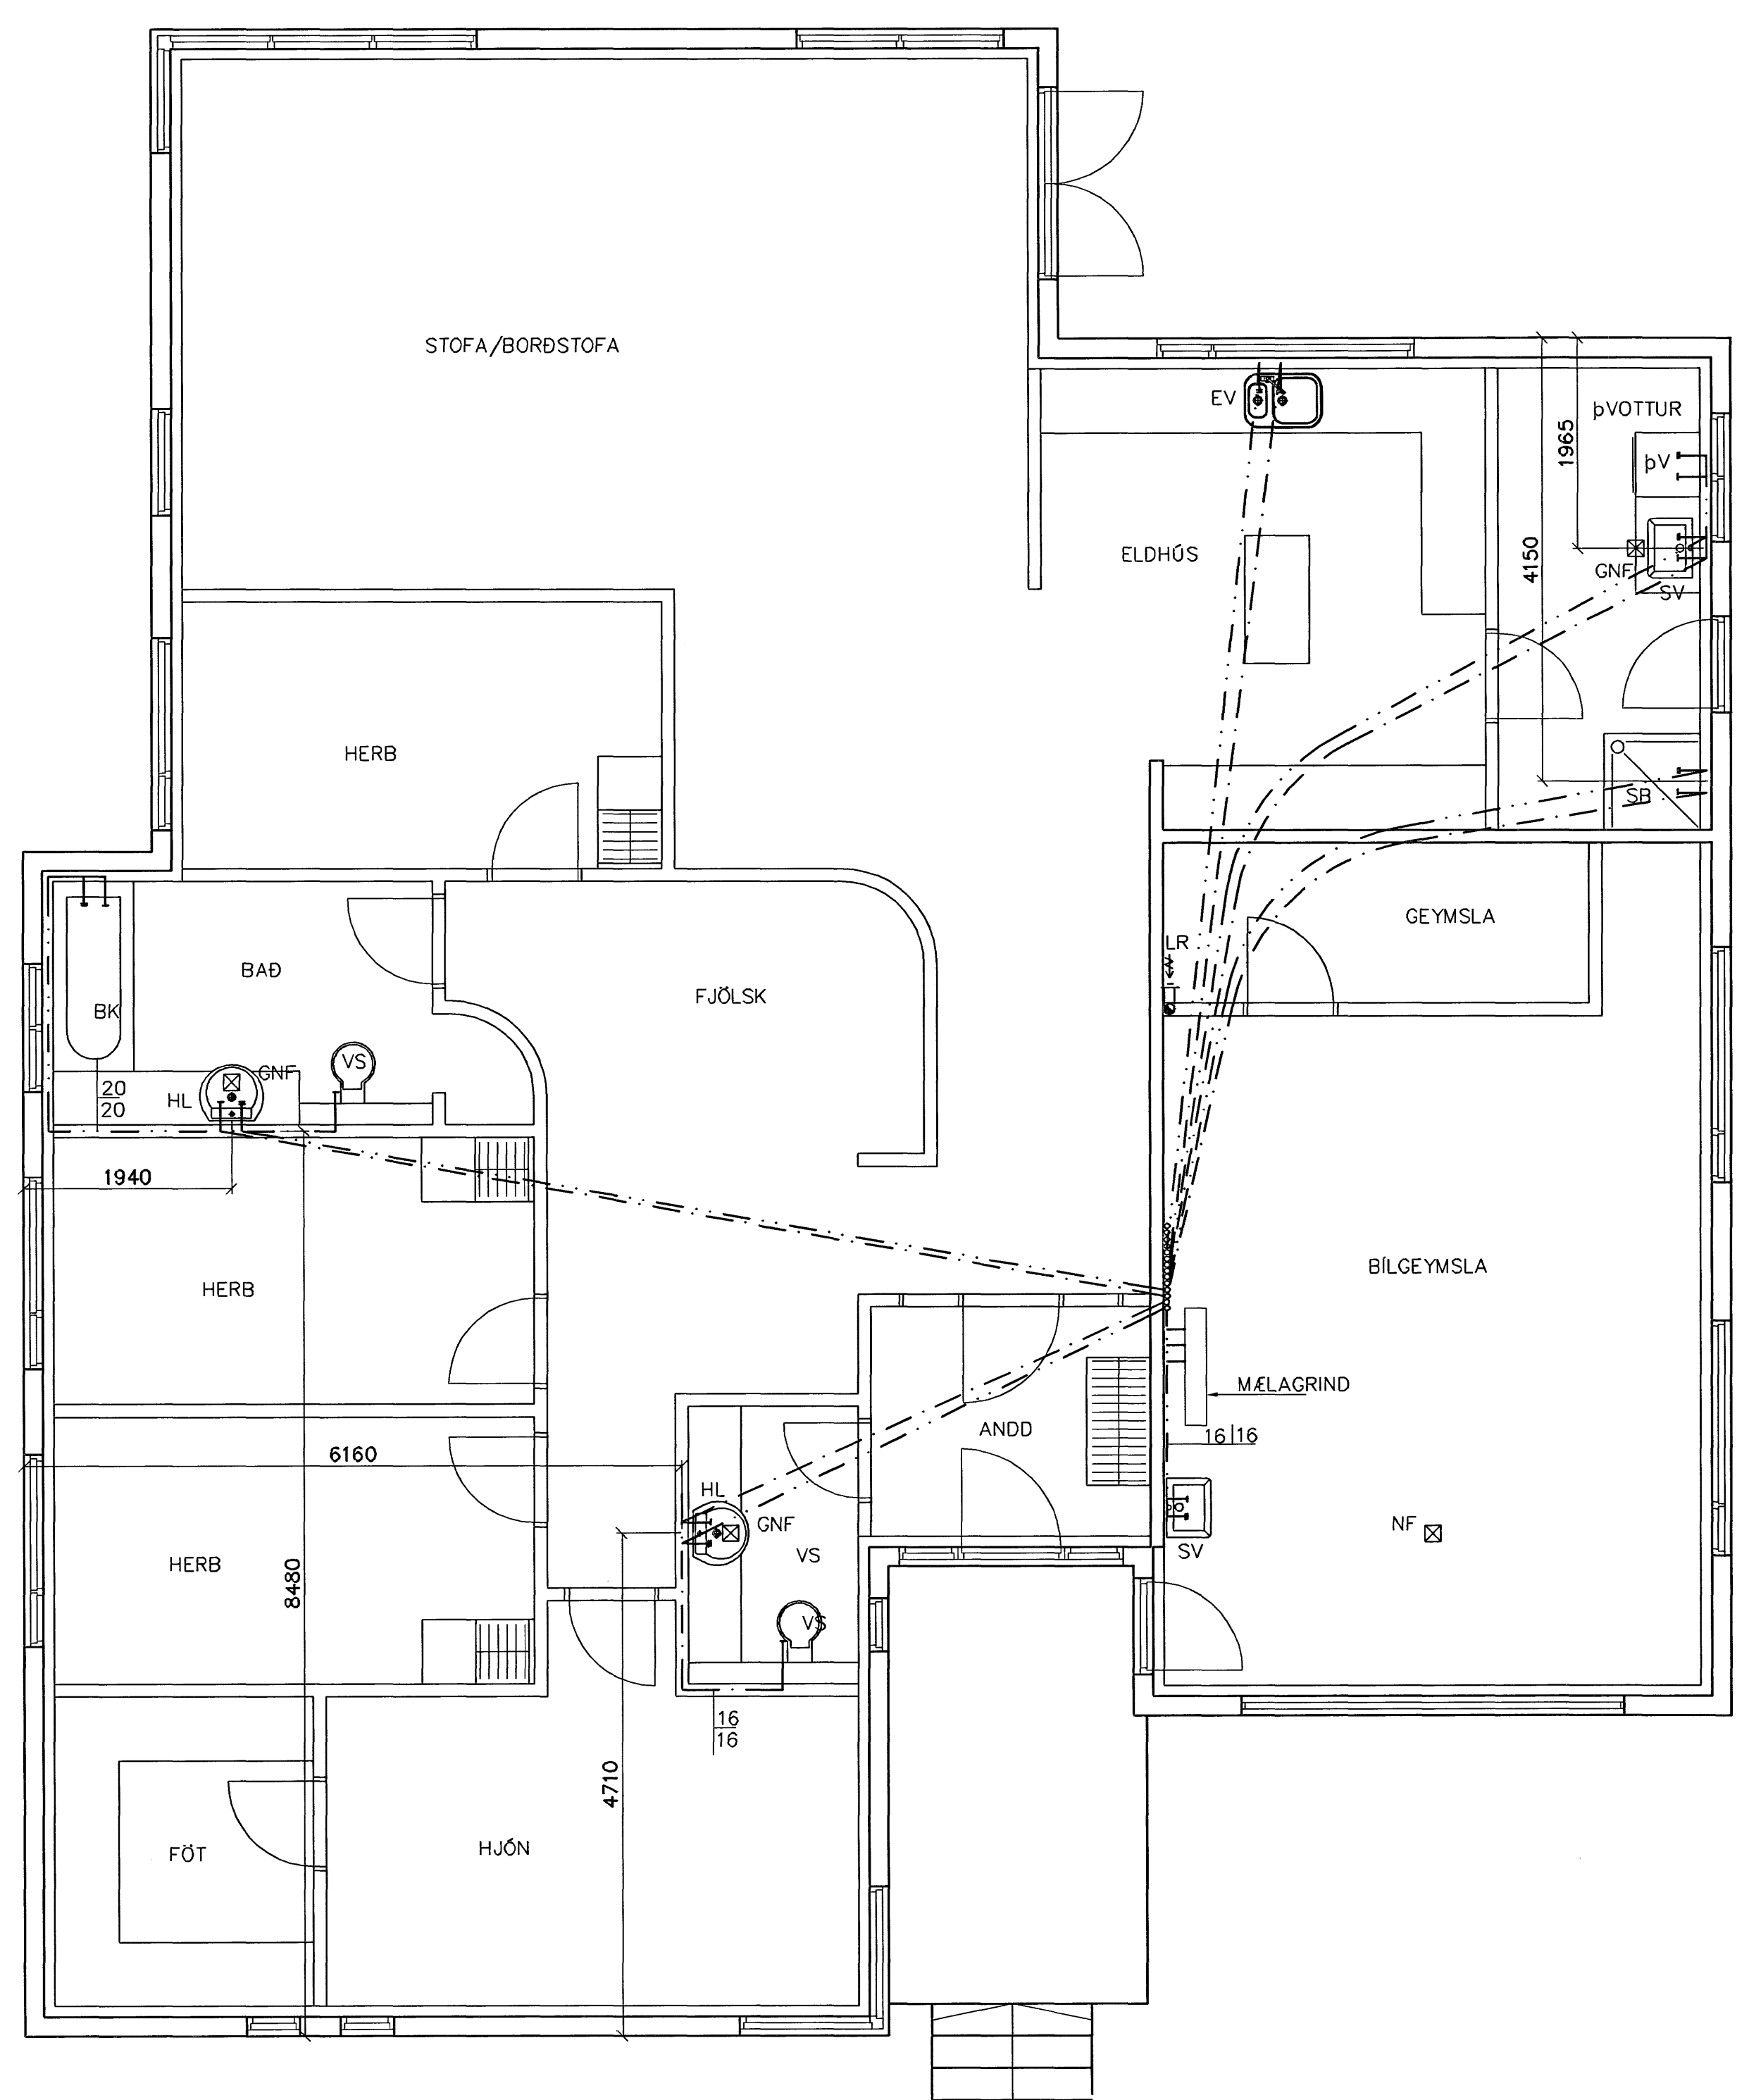 STOFA/BORÐSTOFA
EV
ÞVOTTUR
ÞV
1965
4150
ELDHÚS
GNF
SV
HERB
SB
GEYMSLA
LR
BAÐ
FJÖLSK
BK
VS
GNF
HL
20
20
1940
BÍLGEYMSLA
HERB
MÆLAGRIND
ANDD
16|16
6160
HL
GNF
NF
SV
VS
HERB
8480
VS
16
16
4710
FÖT
HJÓN